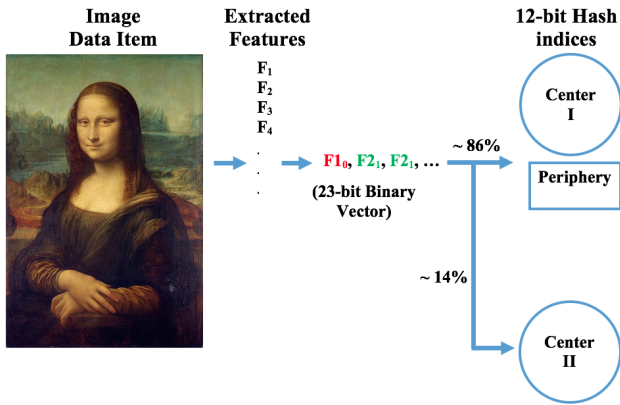 Image
Data Item
Extracted
Features
12-bit Hash
indices
F₁
F₂
F₃
F₄
.
.
.
F1₀, F2₁, F2₁, …
(23-bit Binary
Vector)
~ 86%
~ 14%
Center
I
Periphery
Center
II